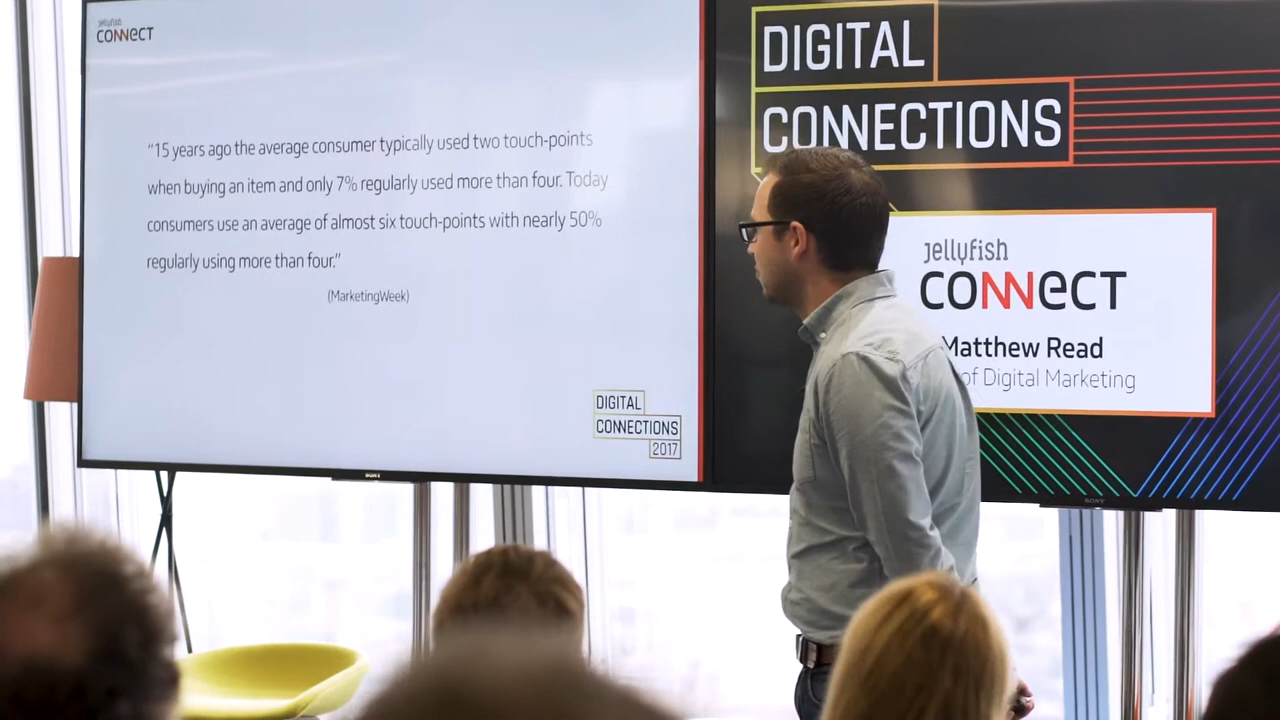 jellyfish
CONNECT
“15 years ago the average consumer typically used two touch-points
when buying an item and only 7% regularly used more than four. Today
consumers use an average of almost six touch-points with nearly 50%
regularly using more than four.”
(MarketingWeek)
DIGITAL
CONNECTIONS
2017
SONY
DIGITAL
CONNECTIONS
jellyfish
CONNECT
Matthew Read
of Digital Marketing
SONY